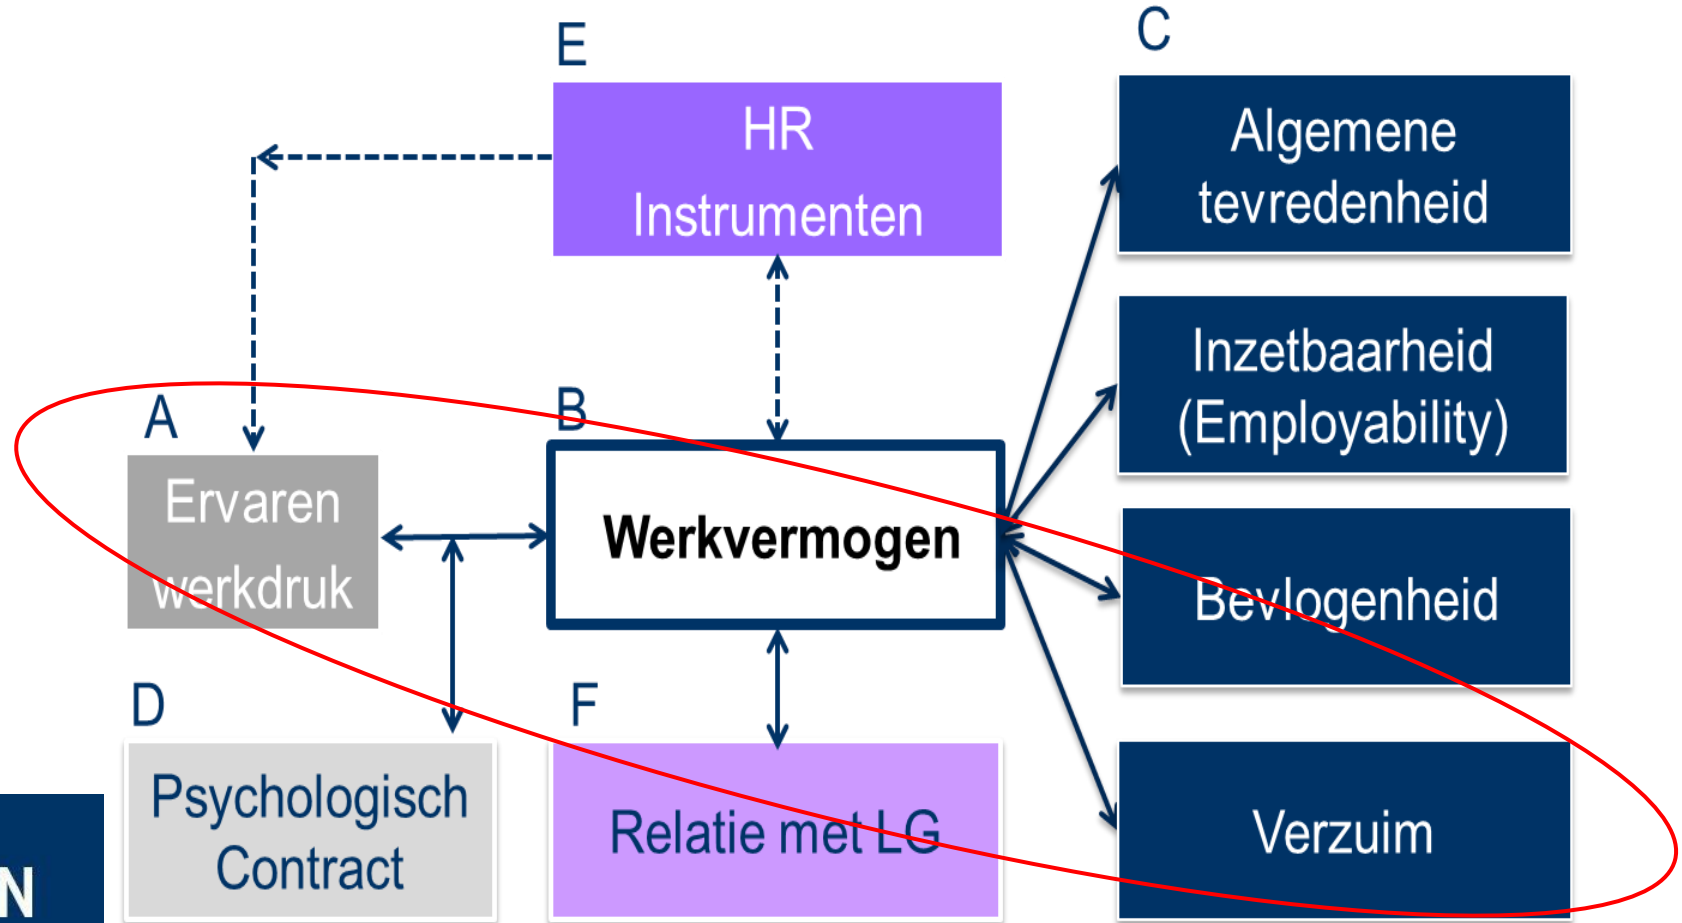 E
C
HR
Instrumenten
Algemene
tevredenheid
Inzetbaarheid
(Employability)
A
B
Ervaren
werkdruk
Werkvermogen
Bevlogenheid
D
F
Psychologisch
Contract
Relatie met LG
Verzuim
N